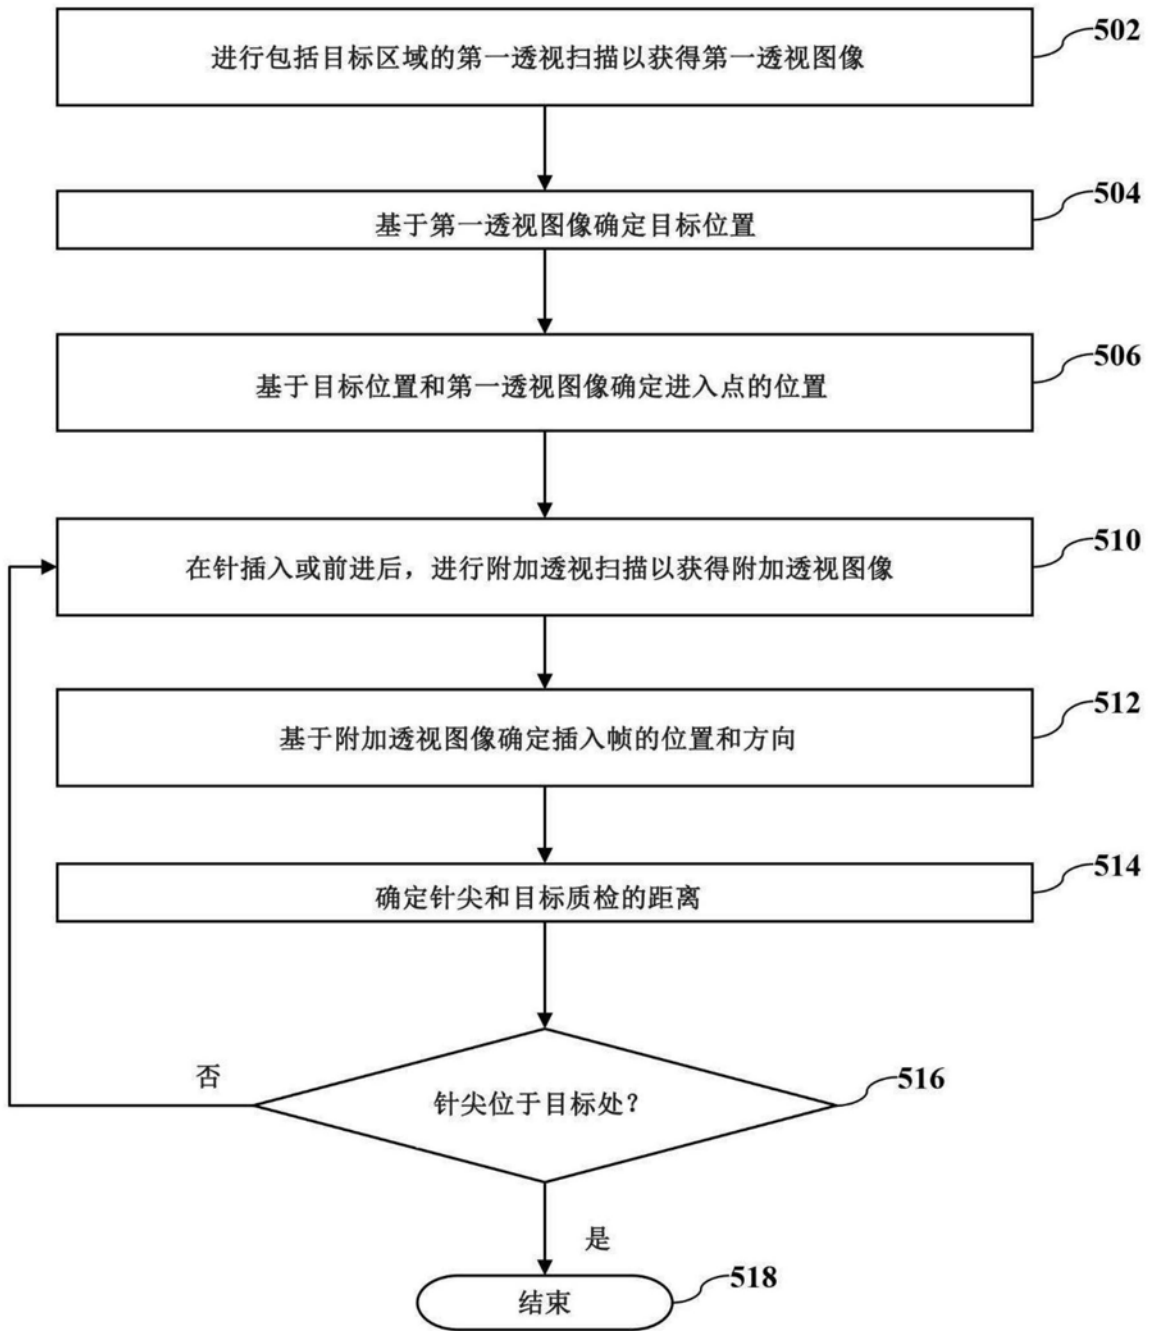 进行包括目标区域的第一透视扫描以获得第一透视图像
502
基于第一透视图像确定目标位置
504
基于目标位置和第一透视图像确定进入点的位置
506
在针插入或前进后，进行附加透视扫描以获得附加透视图像
510
基于附加透视图像确定插入帧的位置和方向
512
确定针尖和目标质检的距离
514
否
针尖位于目标处?
516
是
结束
518